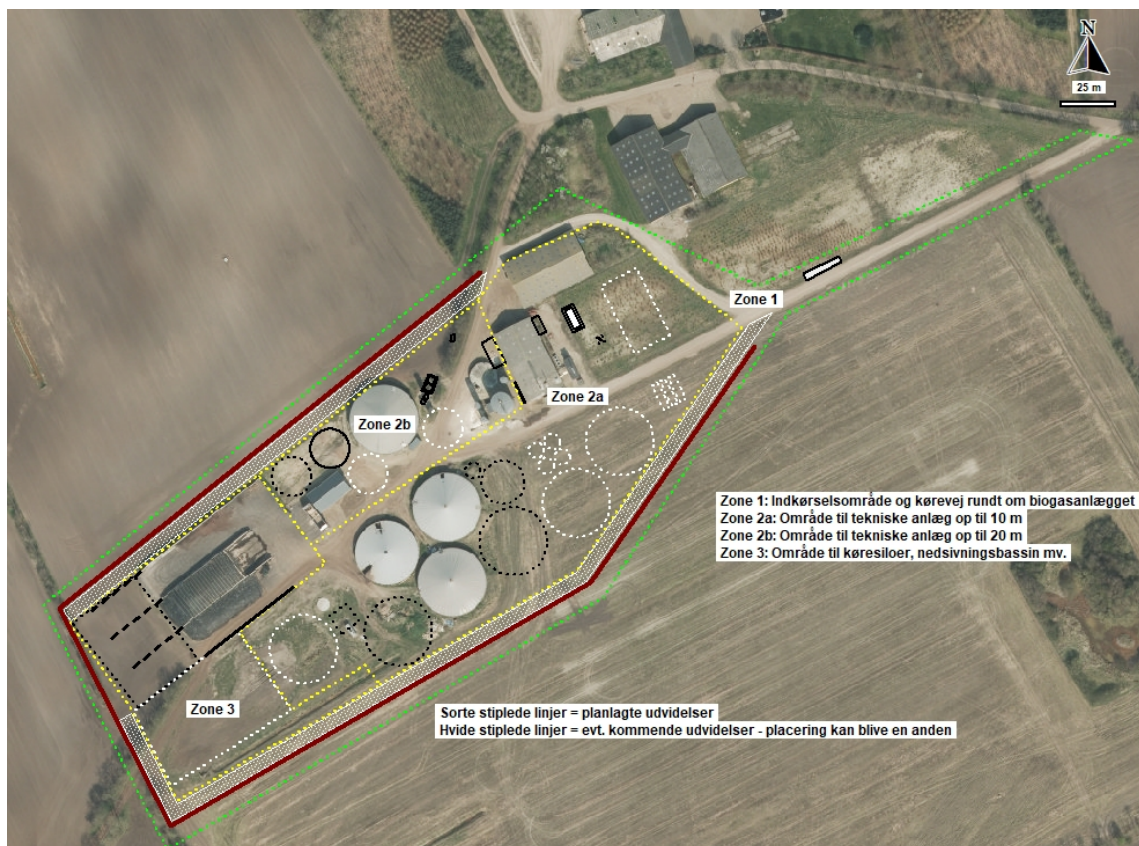 N
25 m
Zone 1
Zone 2a
Zone 2b
Zone 1: Indkørselsområde og kørevej rundt om biogasanlægget
Zone 2a: Område til tekniske anlæg op til 10 m
Zone 2b: Område til tekniske anlæg op til 20 m
Zone 3: Område til køresiloer, nedsivningsbassin mv.
Zone 3
Sorte stiplede linjer = planlagte udvidelser
Hvide stiplede linjer = evt. kommende udvidelser - placering kan blive en anden